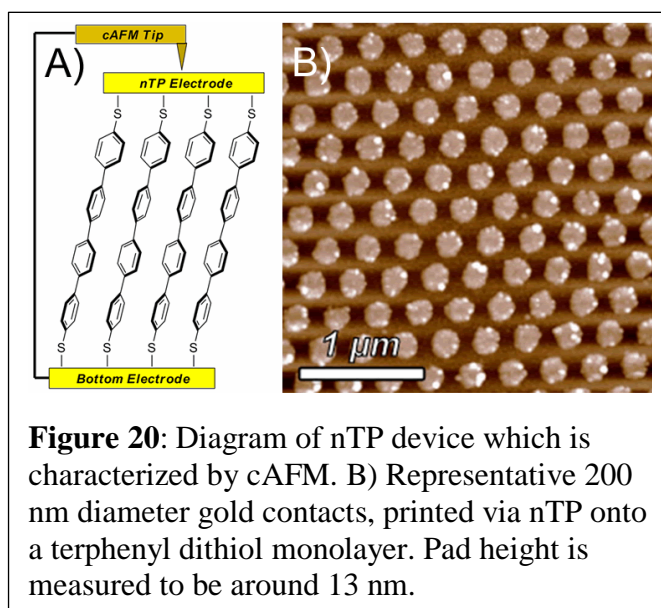 cAFM Tip
A)
nTP Electrode
S S S S
S S S S
Bottom Electrode
B)
1 µm
Figure 20: Diagram of nTP device which is
characterized by cAFM. B) Representative 200
nm diameter gold contacts, printed via nTP onto
a terphenyl dithiol monolayer. Pad height is
measured to be around 13 nm.